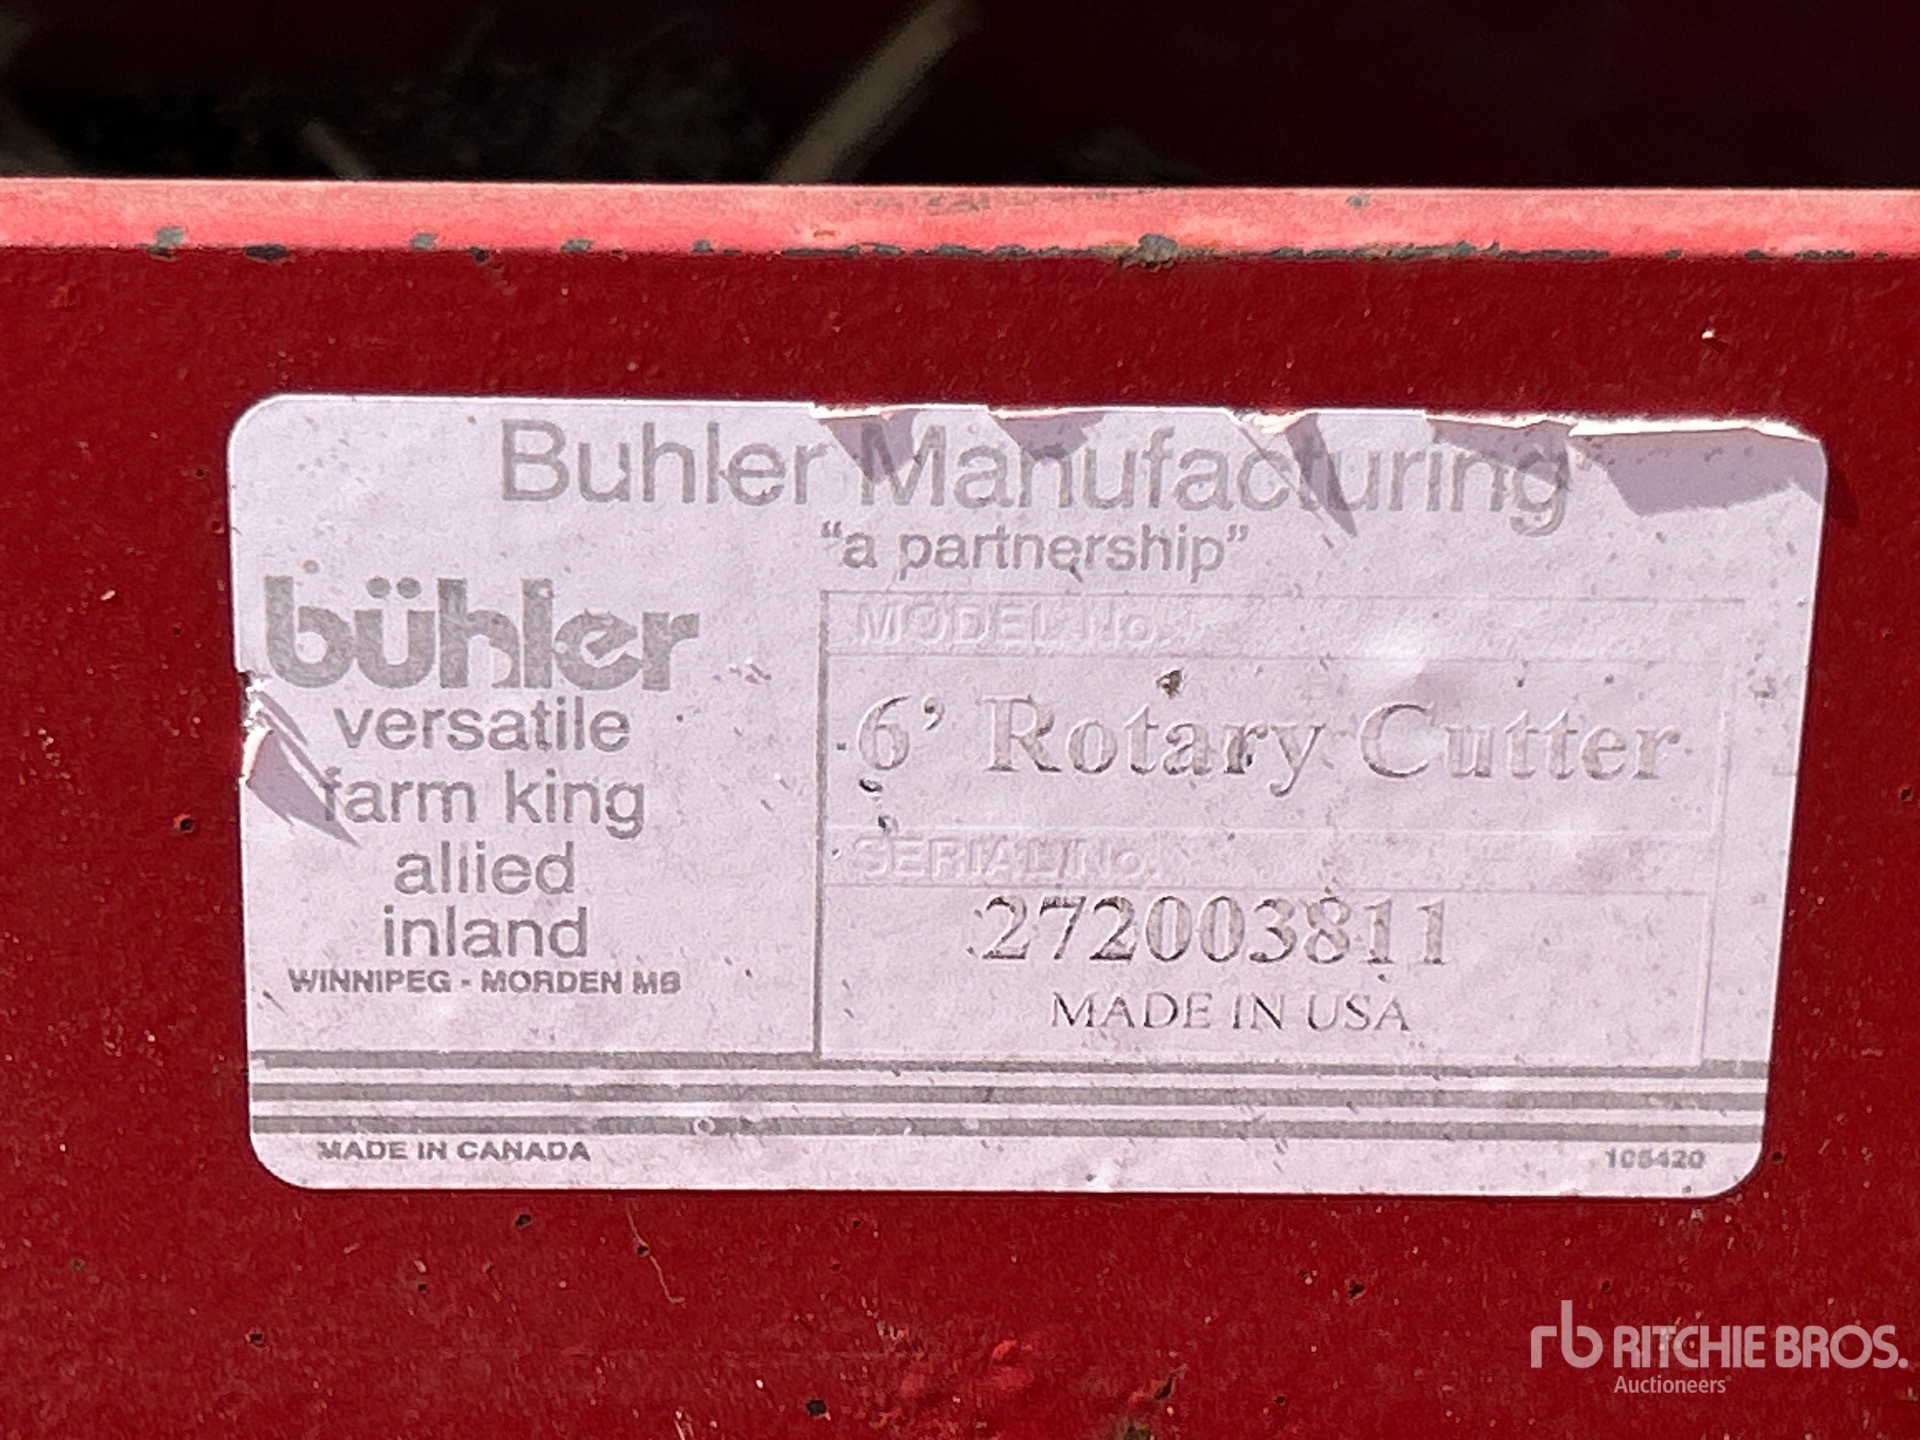 Buhler Manufacturing
"a partnership"
bühler
versatile
farm king
allied
inland
WINNIPEG - MORDEN MB
MODEL No.
6' Rotary Cutter
SERIAL No.
272003811
MADE IN USA
MADE IN CANADA
105420
rb RITCHIE BROS.
Auctioneers